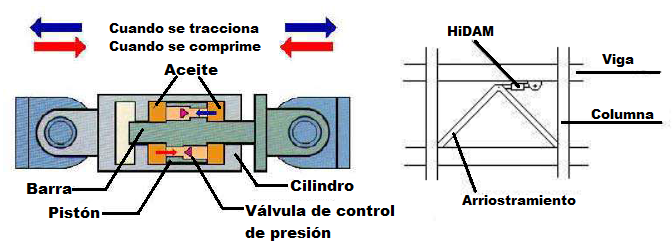 Cuando se tracciona
Cuando se comprime
Aceite
Barra
Pistón
Cilindro
Válvula de control
de presión
HiDAM
Viga
Columna
Arriostramiento